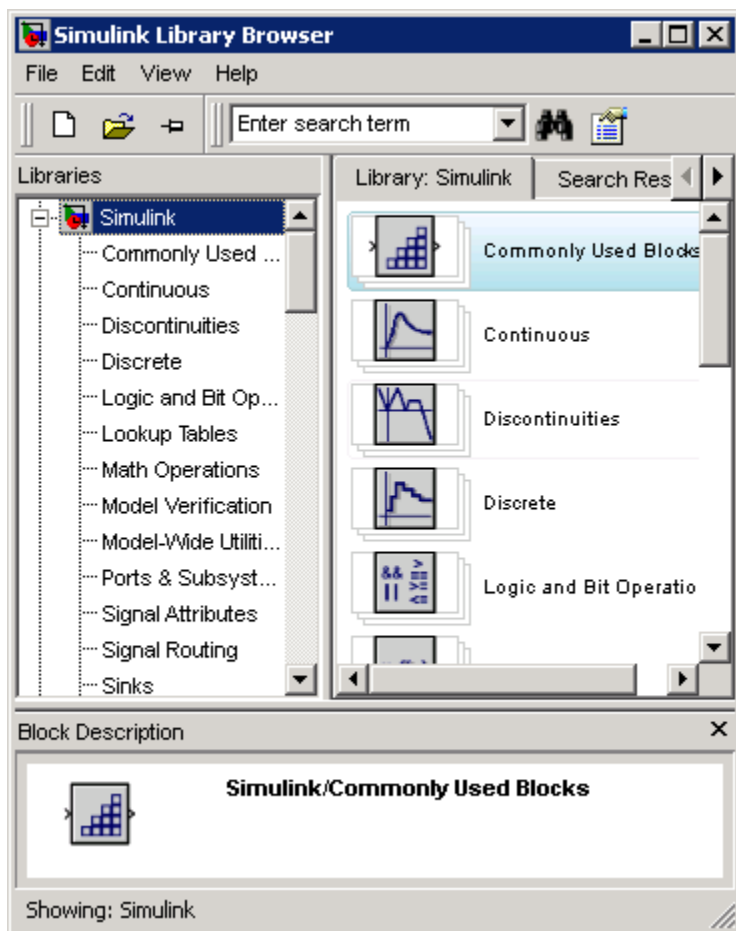 Simulink Library Browser
File Edit View Help
Enter search term
Libraries
Library: Simulink Search Res
Simulink
Commonly Used ...
Continuous
Discontinuities
Discrete
Logic and Bit Op...
Lookup Tables
Math Operations
Model Verification
Model-Wide Utiliti...
Ports & Subsyst...
Signal Attributes
Signal Routing
Sinks
Commonly Used Blocks
Continuous
Discontinuities
Discrete
&& || > == >= <=
Logic and Bit Operatio
Block Description
Simulink/Commonly Used Blocks
Showing: Simulink